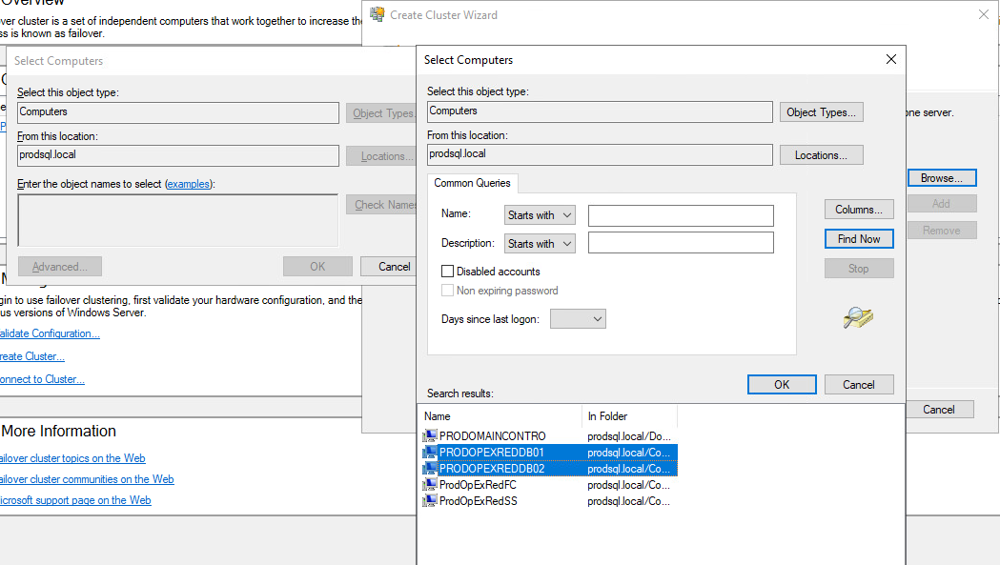 Overview
over cluster is a set of independent computers that work together to increase the
ss is known as failover.
Create Cluster Wizard
Select Computers
Select this object type:
Computers
Object Types.
From this location:
prodsql.local
Locations...
Enter the object names to select (examples):
Check Names
Advanced...
OK
Cancel
gin to use failover clustering, first validate your hardware configuration, and the
us versions of Windows Server.
alidate Configuration...
reate Cluster...
onnect to Cluster...
More Information
ailover cluster topics on the Web
ailover cluster communities on the Web
icrosoft support page on the Web
Select Computers
Select this object type:
Computers
Object Types...
From this location:
prodsql.local
Locations...
Common Queries
Name:
Starts with
Description:
Starts with
Disabled accounts
Non expiring password
Days since last logon:
Columns...
Find Now
Stop
OK
Cancel
Search results:
Name In Folder
PRODOMAINCONTRO prodsql.local/Do...
PRODOPEXREDDB01 prodsql.local/Co...
PRODOPEXREDDB02 prodsql.local/Co...
ProdOpExRedFC prodsql.local/Co...
ProdOpExRedSS prodsql.local/Co...
one server.
Browse...
Add
Remove
Cancel